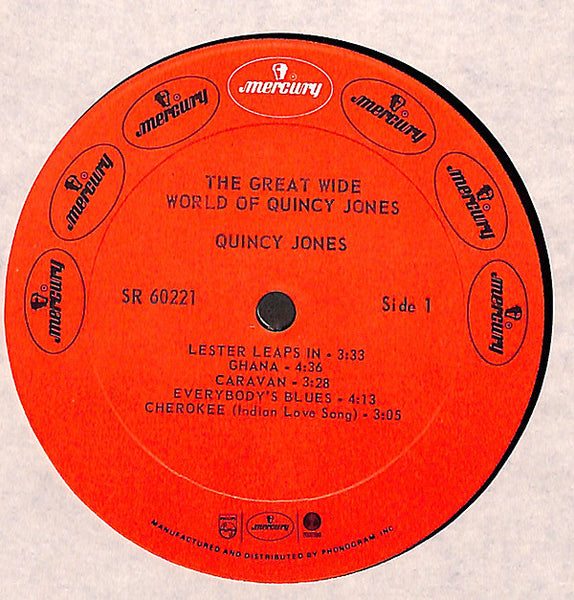 mercury
mercury
mercury
mercury
mercury
mercury
mercury
THE GREAT WIDE
WORLD OF QUINCY JONES
QUINCY JONES
SR 60221
Side 1
LESTER LEAPS IN - 3:33
GHANA - 4:36
CARAVAN - 3:28
EVERYBODY'S BLUES - 4:13
CHEROKEE (Indian Love Song) - 3:05
PHILIPS
mercury
MANUFACTURED AND DISTRIBUTED BY PHONOGRAM, INC.